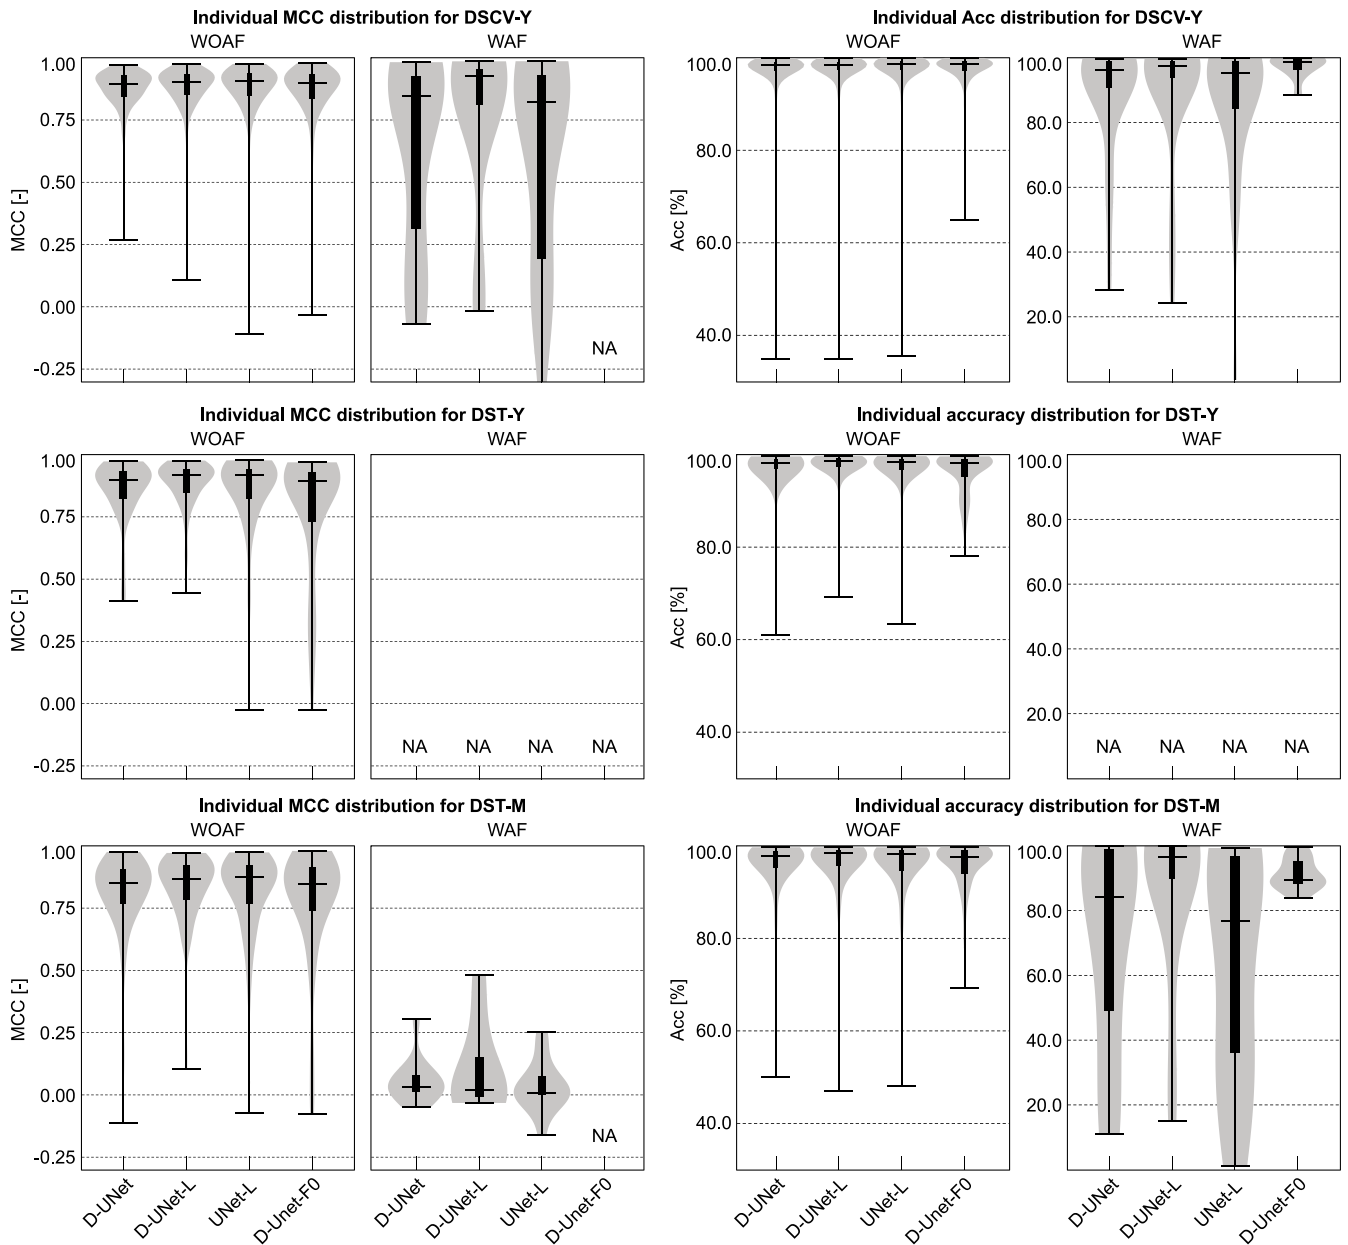 Individual MCC distribution for DSCV-Y
WOAF
WAF
1.00
0.75
0.50
0.25
0.00
-0.25
MCC [-]
NA
Individual Acc distribution for DSCV-Y
WOAF
WAF
100.0
80.0
60.0
40.0
Acc [%]
100.0
80.0
60.0
40.0
20.0
Individual MCC distribution for DST-Y
WOAF
WAF
1.00
0.75
0.50
0.25
0.00
-0.25
MCC [-]
NA NA NA NA
Individual accuracy distribution for DST-Y
WOAF
WAF
100.0
80.0
60.0
40.0
Acc [%]
100.0
80.0
60.0
40.0
20.0
NA NA NA NA
Individual MCC distribution for DST-M
WOAF
WAF
1.00
0.75
0.50
0.25
0.00
-0.25
MCC [-]
NA
D-UNet
D-UNet-L
UNet-L
D-Unet-F0
D-UNet
D-UNet-L
UNet-L
D-Unet-F0
Individual accuracy distribution for DST-M
WOAF
WAF
100.0
80.0
60.0
40.0
Acc [%]
100.0
80.0
60.0
40.0
20.0
D-UNet
D-UNet-L
UNet-L
D-Unet-F0
D-UNet
D-UNet-L
UNet-L
D-Unet-F0